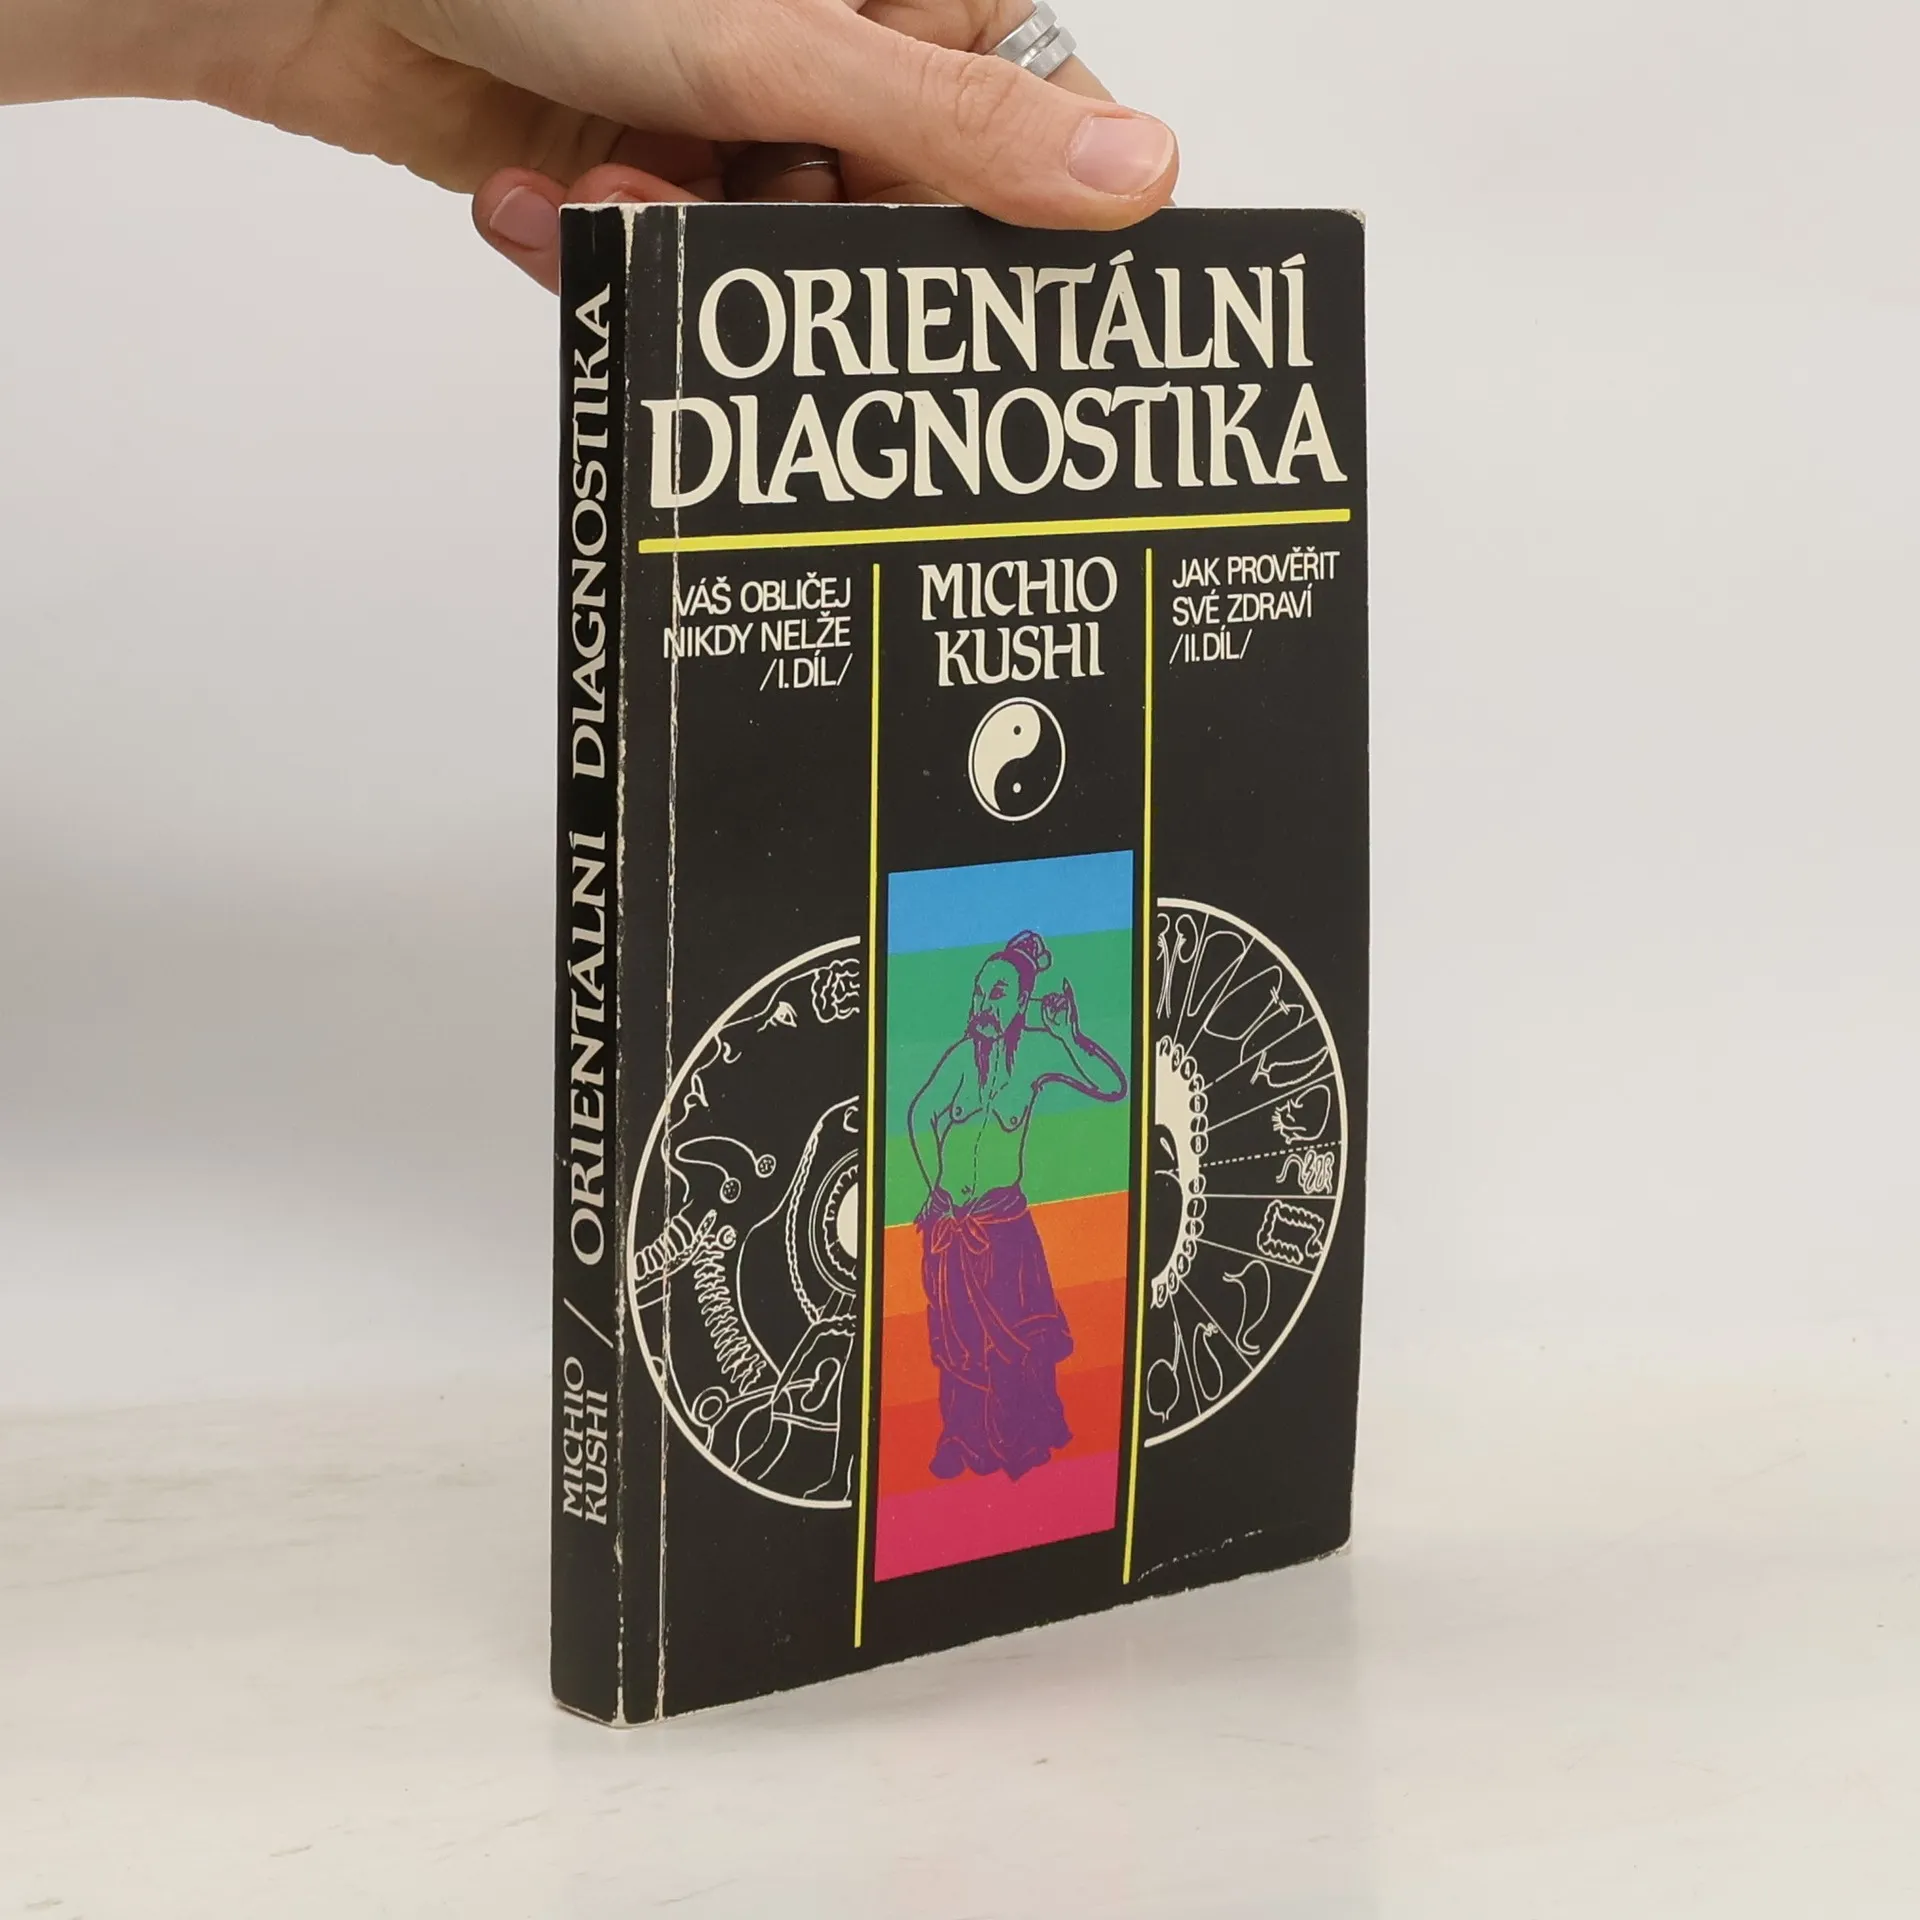 ORIENTÁLNÍ
DIAGNOSTIKA
VÁŠ OBLIČEJ
NIKDY NELŽE
/I. DÍL/
MICHIO
KUSHI
JAK PROVĚŘIT
SVÉ ZDRAVÍ
/II. DÍL/
MICHIO
KUSHI / ORIENTÁLNÍ DIAGNOSTIKA